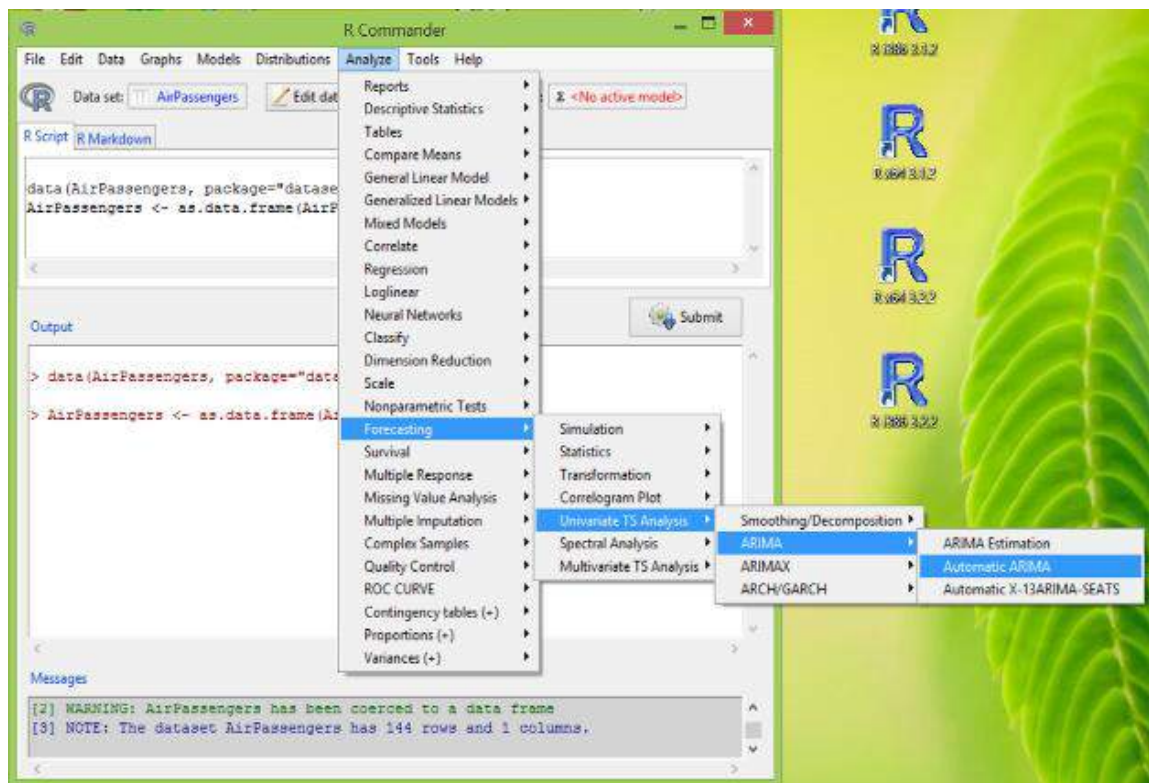 R Commander
File Edit Data Graphs Models Distributions Analyze Tools Help
Data set: AirPassengers Edit dat : Σ <No active model>
R Script R Markdown
data(AirPassengers, package="datase
AirPassengers <- as.data.frame(AirP
Submit
Output
> data(AirPassengers, package="data
> AirPassengers <- as.data.frame(Ai
Reports
Descriptive Statistics
Tables
Compare Means
General Linear Model
Generalized Linear Models
Mixed Models
Correlate
Regression
Loglinear
Neural Networks
Classify
Dimension Reduction
Scale
Nonparametric Tests
Forecasting
Survival
Multiple Response
Missing Value Analysis
Multiple Imputation
Complex Samples
Quality Control
ROC CURVE
Contingency tables (+)
Proportions (+)
Variances (+)
Simulation
Statistics
Transformation
Correlogram Plot
Univariate TS Analysis
Spectral Analysis
Multivariate TS Analysis
Smoothing/Decomposition
ARIMA
ARIMAX
ARCH/GARCH
ARIMA Estimation
Automatic ARIMA
Automatic X-13ARIMA-SEATS
Messages
[2] WARNING: AirPassengers has been coerced to a data frame
[3] NOTE: The dataset AirPassengers has 144 rows and 1 columns.
R i386 3.1.2
R x64 3.1.2
R x64 3.2.2
R i386 3.2.2